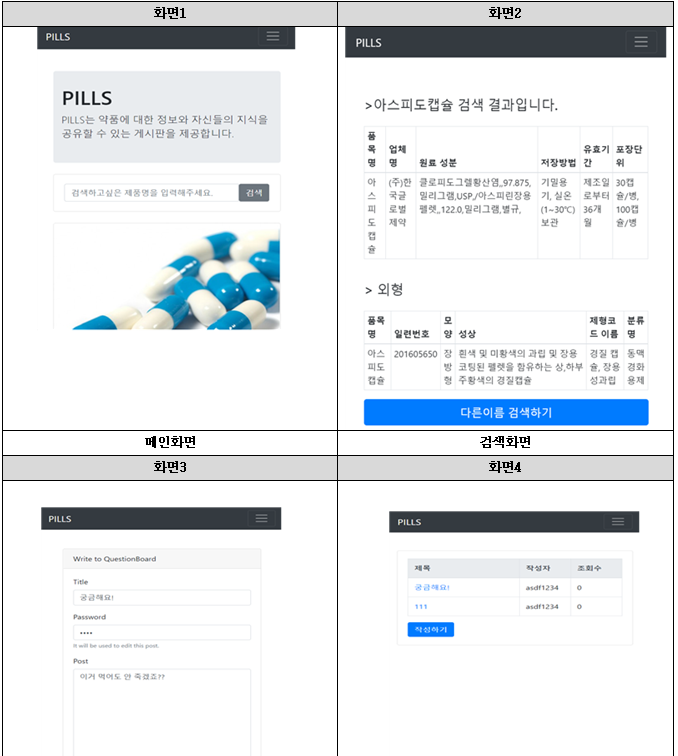 화면1
화면2
PILLS
PILLS
PILLS는 약품에 대한 정보와 자신들의 지식을
공유할 수 있는 게시판을 제공합니다.
검색하고싶은 제품명을 입력해주세요.
검색
PILLS
>아스피도캡슐 검색 결과입니다.
품목명 업체명 원료 성분 저장방법 유효기간 포장단위
아스피도캡슐 (주)한국글로벌제약 클로피도그렐황산염,,97.875,밀리그램,USP,/아스피린장용펠렛,,122.0,밀리그램,별규, 기밀용기, 실온(1~30℃)보관 제조일로부터 36개월 30캡슐/병, 100캡슐/병
> 외형
품목명 일련번호 모양 성상 제형코드 이름 분류명
아스피도캡슐 201605650 장방형 흰색 및 미황색의 과립 및 장용코팅된 펠렛을 함유하는 상,하부 주황색의 경질캡슐 경질 캡슐, 장용성과립 동맥경화용제
다른이름 검색하기
메인화면
검색화면
화면3
화면4
PILLS
Write to QuestionBoard
Title
궁금해요!
Password
••••
It will be used to edit this post.
Post
이거 먹어도 안 죽겠죠??
PILLS
제목 작성자 조회수
궁금해요! asdf1234 0
111 asdf1234 0
작성하기